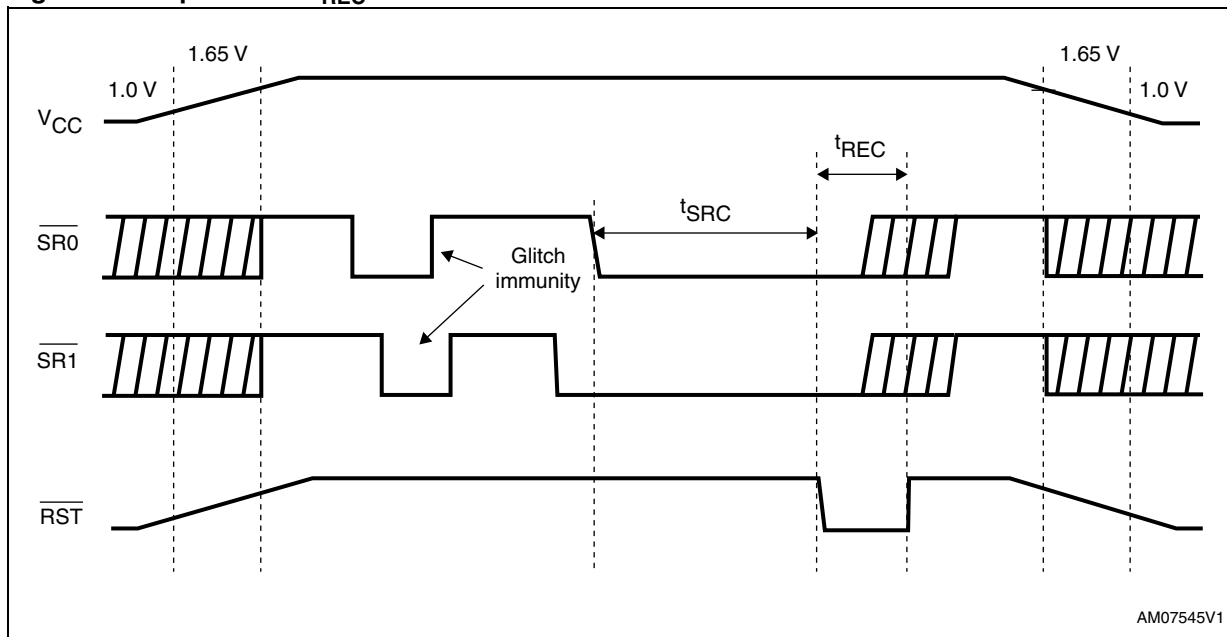 1.65 V
1.65 V
1.0 V
1.0 V
VCC
tREC
tSRC
SR0
Glitch
immunity
SR1
RST
AM07545V1